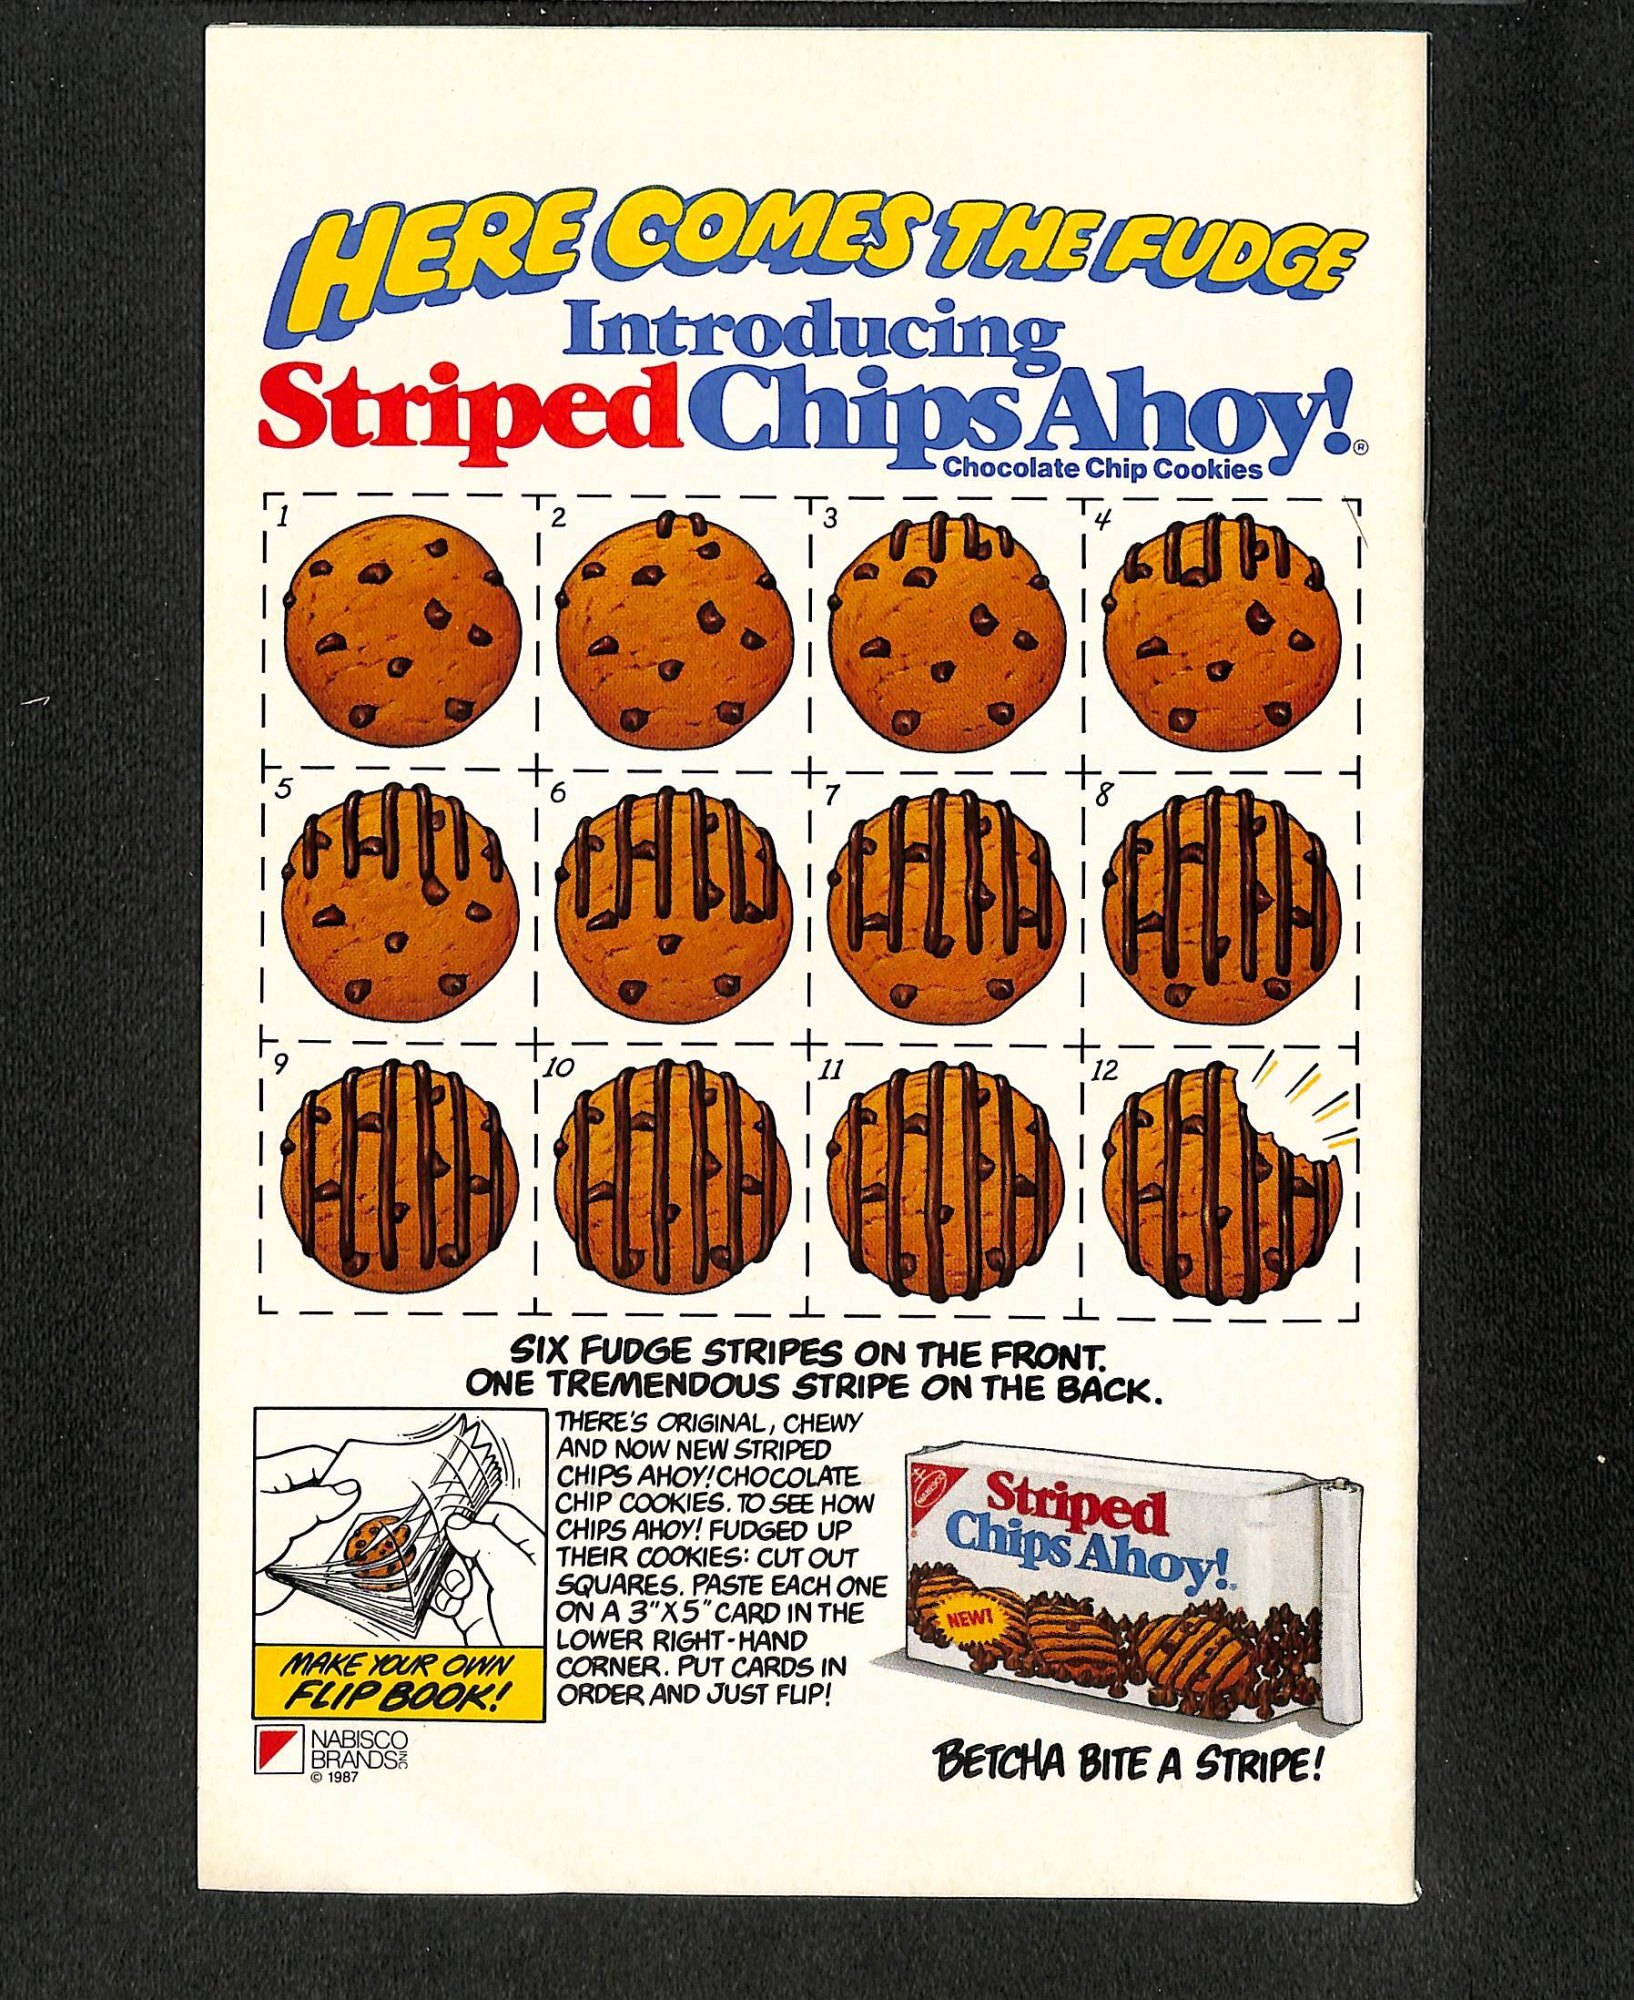 HERE COMES THE FUDGE
Introducing
Striped Chips Ahoy!®
Chocolate Chip Cookies
1
2
3
4
5
6
7
8
9
10
11
12
SIX FUDGE STRIPES ON THE FRONT.
ONE TREMENDOUS STRIPE ON THE BACK.
MAKE YOUR OWN
FLIP BOOK!
THERE'S ORIGINAL, CHEWY
AND NOW NEW STRIPED
CHIPS AHOY! CHOCOLATE
CHIP COOKIES. TO SEE HOW
CHIPS AHOY! FUDGED UP
THEIR COOKIES: CUT OUT
SQUARES. PASTE EACH ONE
ON A 3"X5" CARD IN THE
LOWER RIGHT-HAND
CORNER. PUT CARDS IN
ORDER AND JUST FLIP!
NABISCO
Striped
Chips Ahoy!
NEW!
NABISCO
BRANDS INC
© 1987
BETCHA BITE A STRIPE!